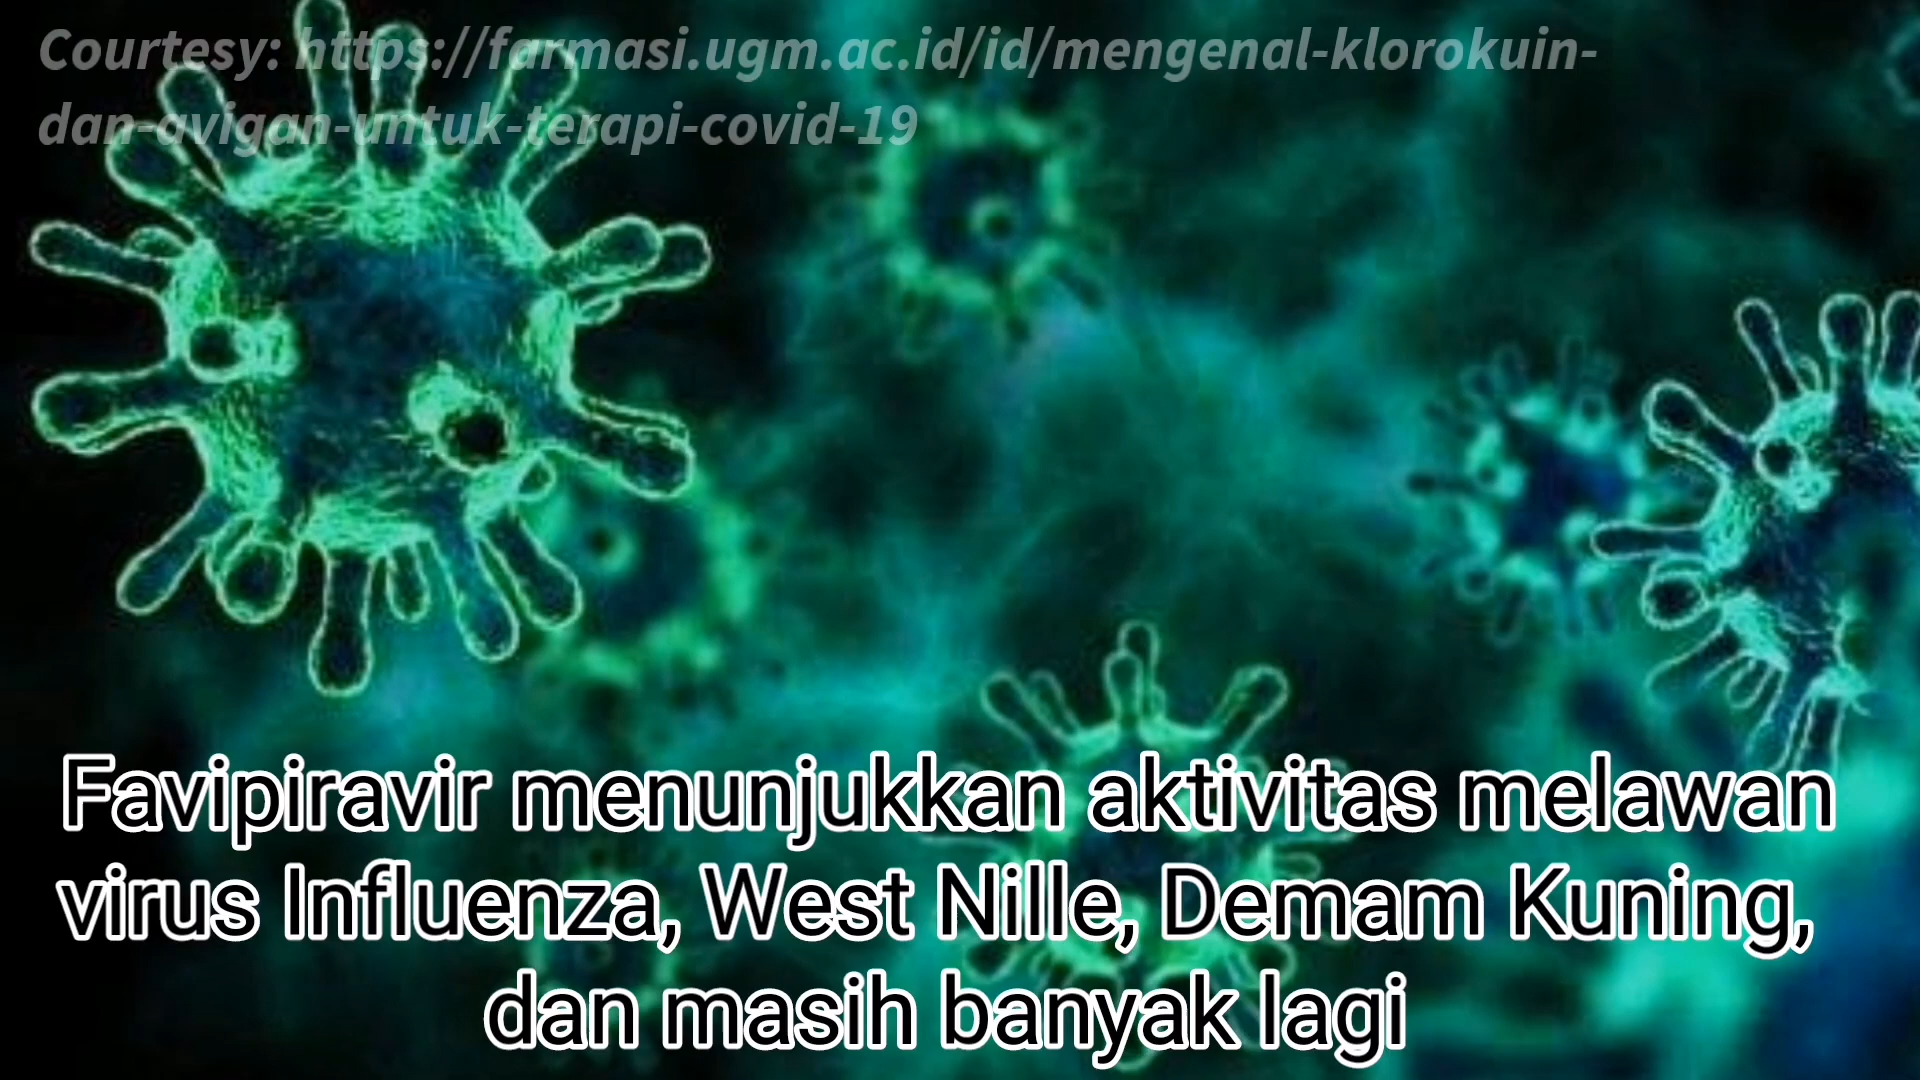 Courtesy: https://farmasi.ugm.ac.id/id/mengenal-klorokuin-
dan-avigan-untuk-terapi-covid-19
Favipiravir menunjukkan aktivitas melawan
virus Influenza, West Nille, Demam Kuning,
dan masih banyak lagi